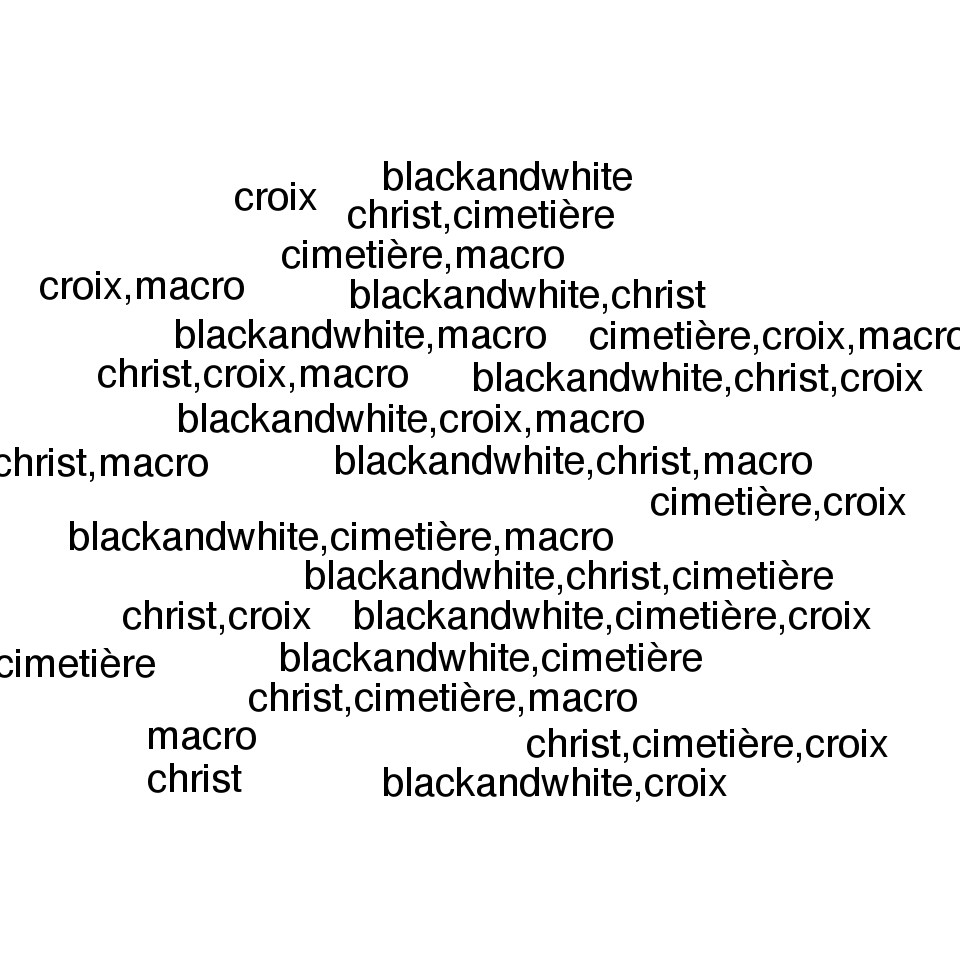 blackandwhite
croix
christ,cimetière
cimetière,macro
croix,macro
blackandwhite,christ
blackandwhite,macro
cimetière,croix,macro
christ,croix,macro
blackandwhite,christ,croix
blackandwhite,croix,macro
christ,macro
blackandwhite,christ,macro
cimetière,croix
blackandwhite,cimetière,macro
blackandwhite,christ,cimetière
christ,croix
blackandwhite,cimetière,croix
cimetière
blackandwhite,cimetière
christ,cimetière,macro
macro
christ,cimetière,croix
christ
blackandwhite,croix